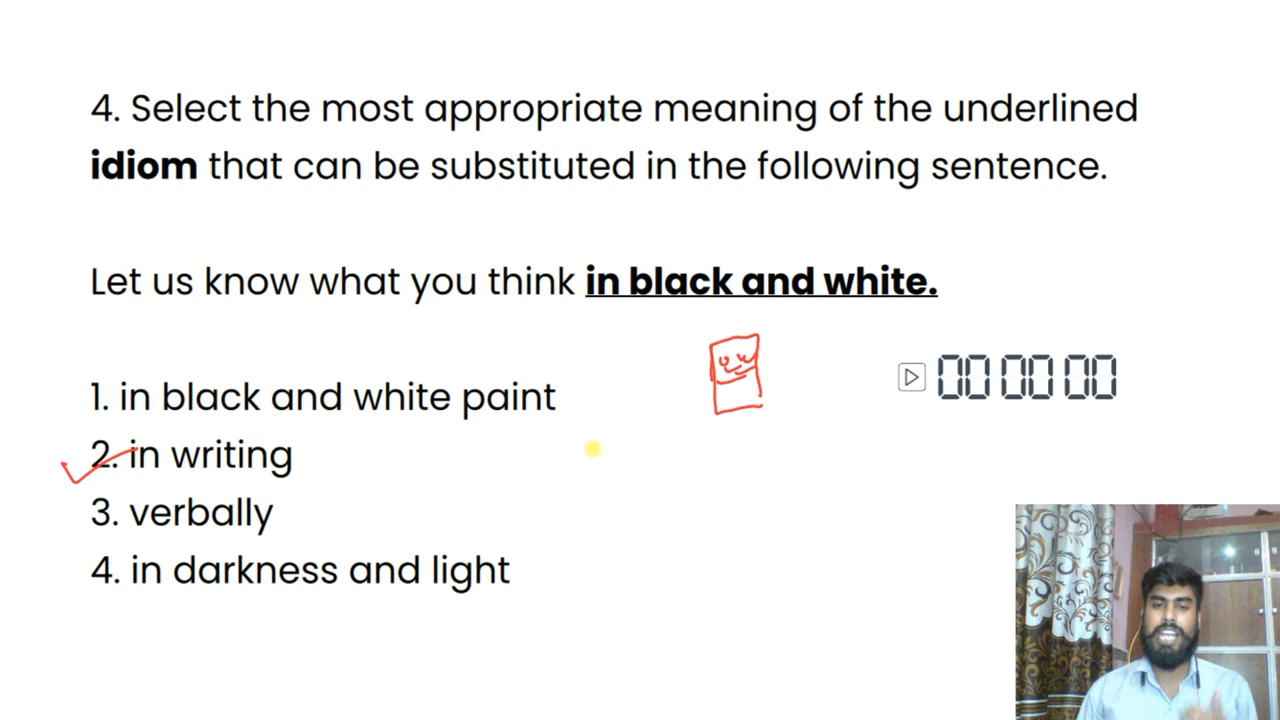 4. Select the most appropriate meaning of the underlined
idiom that can be substituted in the following sentence.
Let us know what you think in black and white.
1. in black and white paint
2. in writing
3. verbally
4. in darkness and light
00 00 00